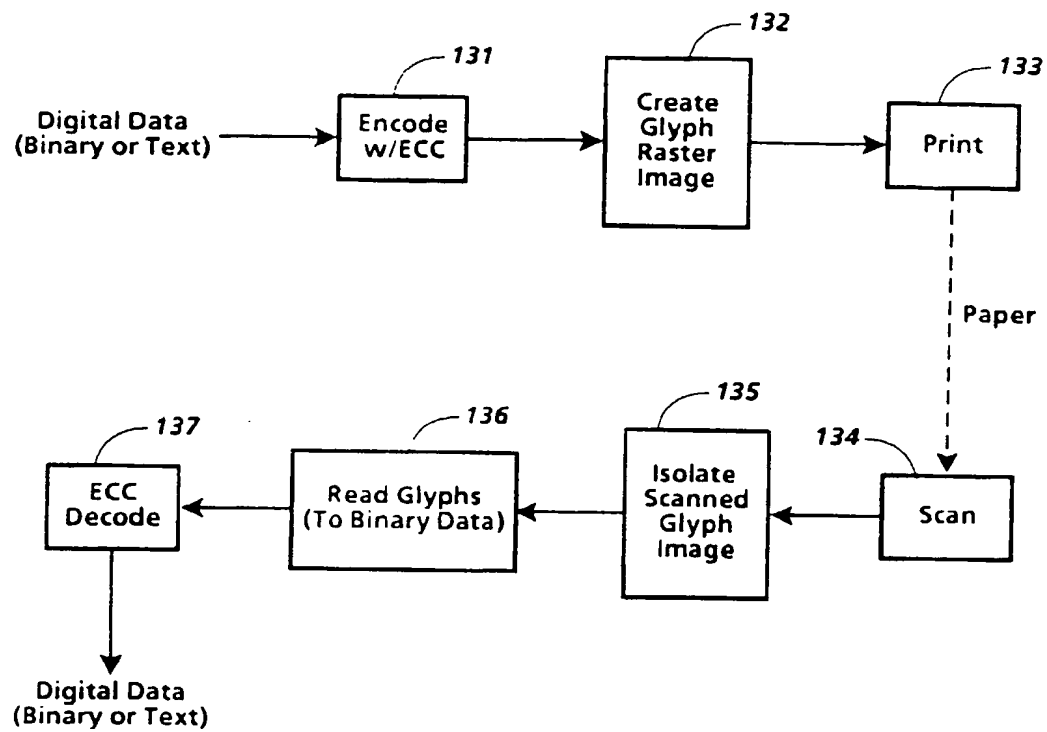 131
132
133
Digital Data
(Binary or Text)
Encode
w/ECC
Create
Glyph
Raster
Image
Print
Paper
137
136
135
134
ECC
Decode
Read Glyphs
(To Binary Data)
Isolate
Scanned
Glyph
Image
Scan
Digital Data
(Binary or Text)